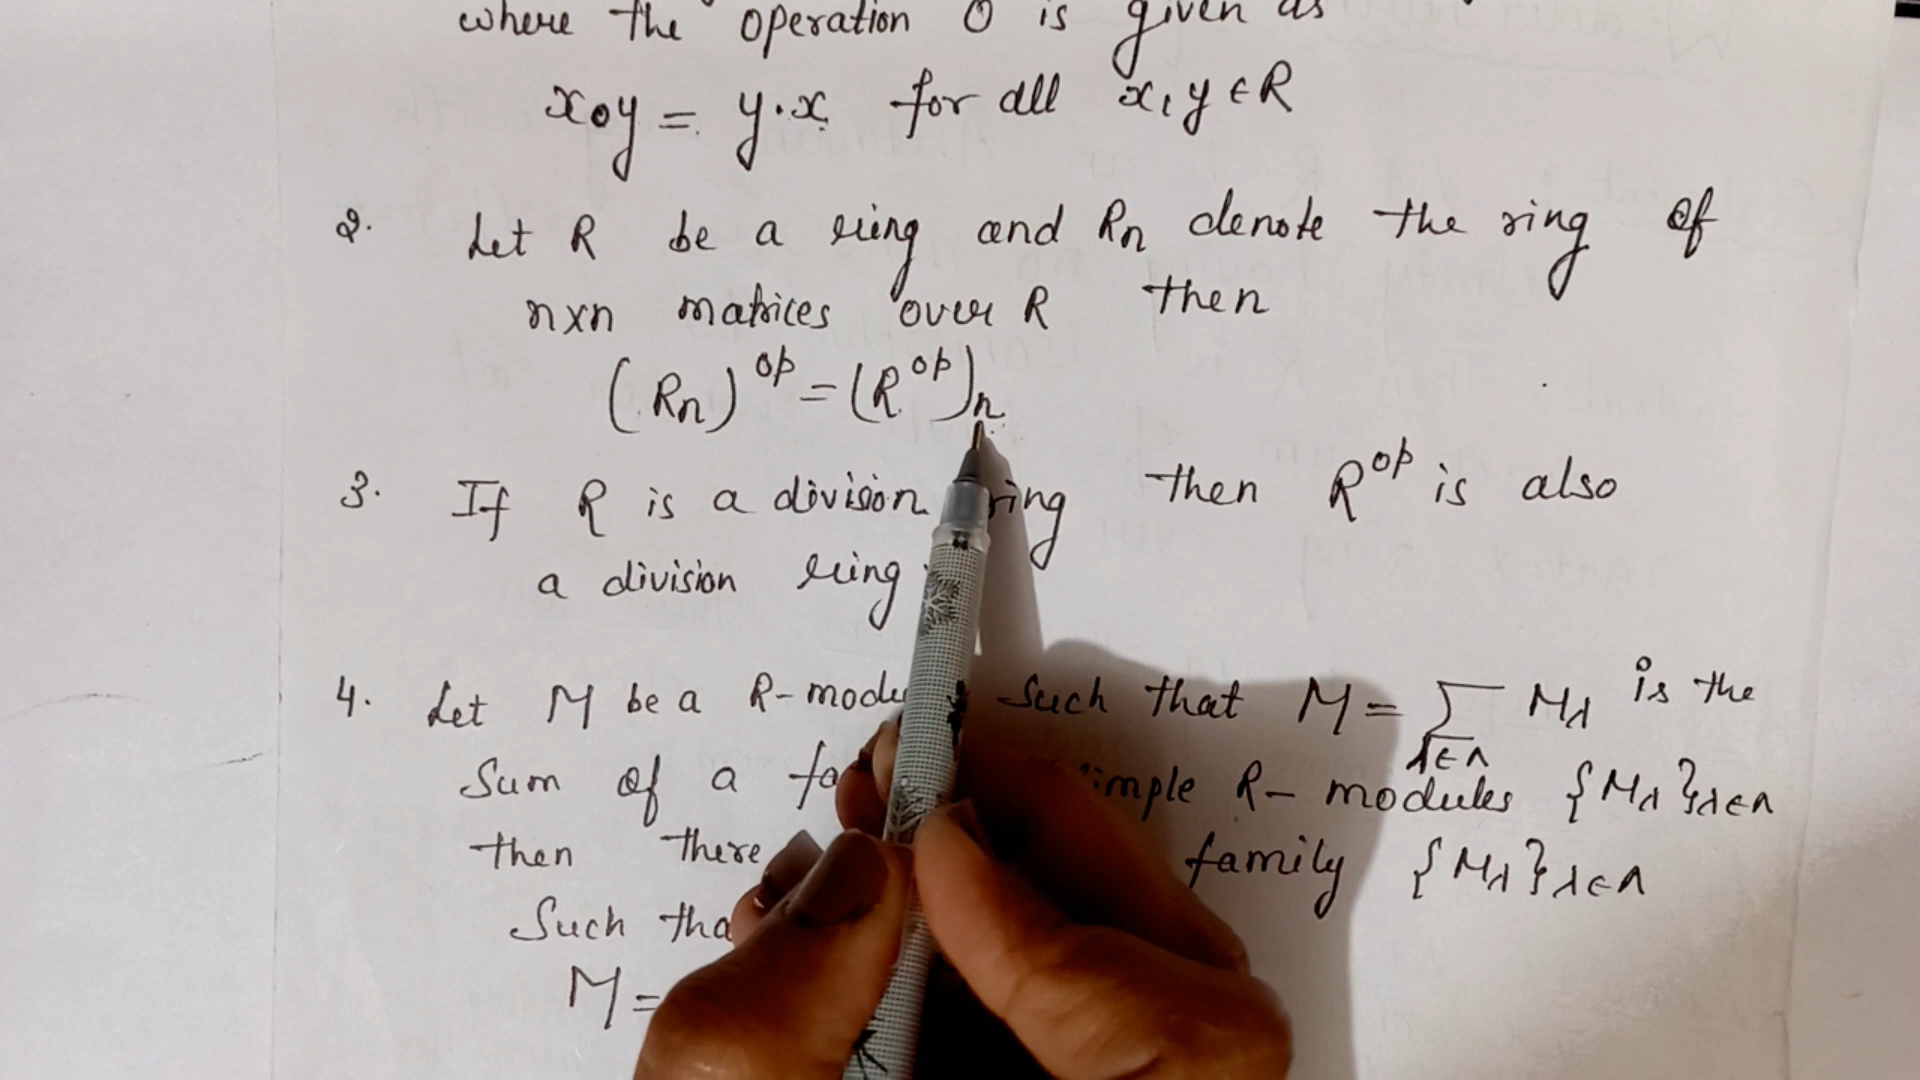 where the operation O is given as
xoy = y.x for all x, y ∈ R
2. Let R be a ring and Rn denote the ring of
nxn matrices over R then
(Rn)^op = (R^op)n
3. If R is a division ring then R^op is also
a division ring
4. Let M be a R-modu such that M = ∑λ∈Λ Mλ is the
Sum of a fa simple R- modules {Mλ}λ∈Λ
then there family {Mλ}λ∈Λ
Such tha
M =